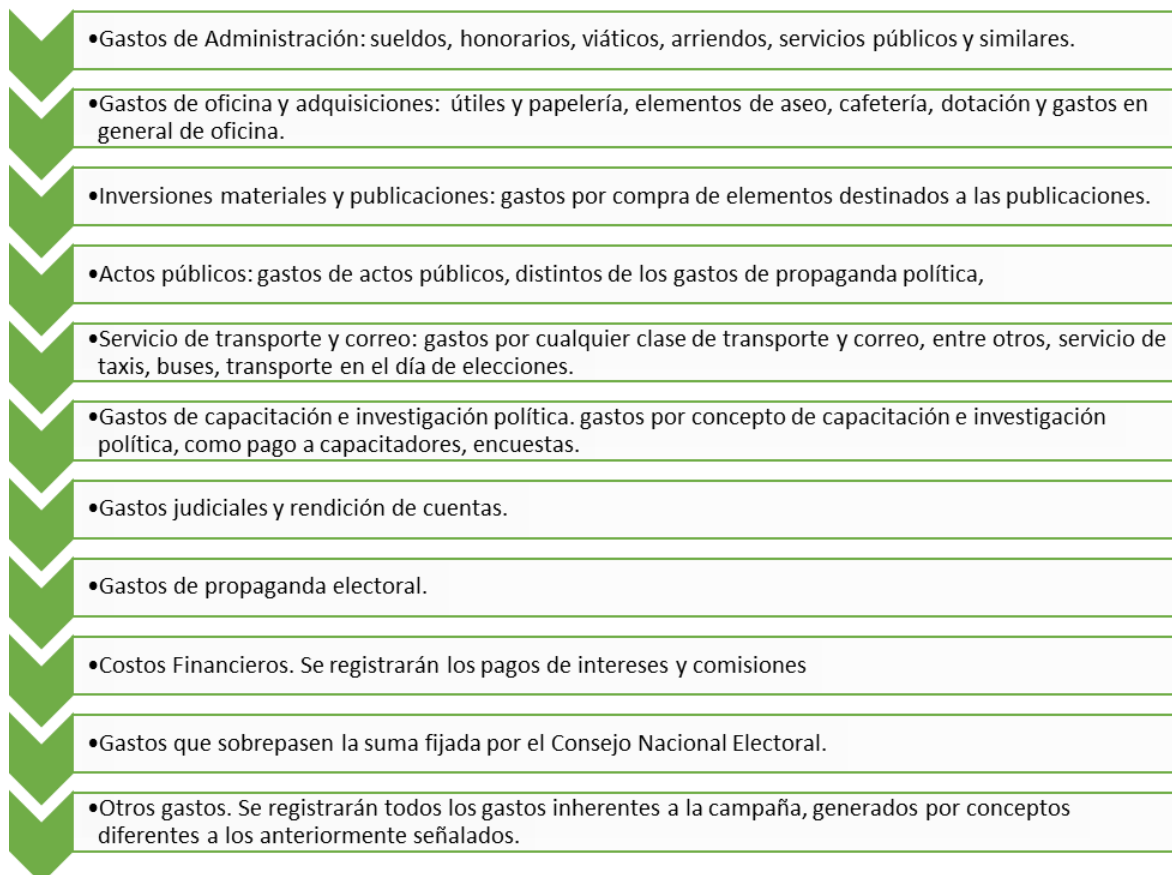 •Gastos de Administración: sueldos, honorarios, viáticos, arriendos, servicios públicos y similares.
•Gastos de oficina y adquisiciones: útiles y papelería, elementos de aseo, cafetería, dotación y gastos en
general de oficina.
•Inversiones materiales y publicaciones: gastos por compra de elementos destinados a las publicaciones.
•Actos públicos: gastos de actos públicos, distintos de los gastos de propaganda política,
•Servicio de transporte y correo: gastos por cualquier clase de transporte y correo, entre otros, servicio de
taxis, buses, transporte en el día de elecciones.
•Gastos de capacitación e investigación política. gastos por concepto de capacitación e investigación
política, como pago a capacitadores, encuestas.
•Gastos judiciales y rendición de cuentas.
•Gastos de propaganda electoral.
•Costos Financieros. Se registrarán los pagos de intereses y comisiones
•Gastos que sobrepasen la suma fijada por el Consejo Nacional Electoral.
•Otros gastos. Se registrarán todos los gastos inherentes a la campaña, generados por conceptos
diferentes a los anteriormente señalados.